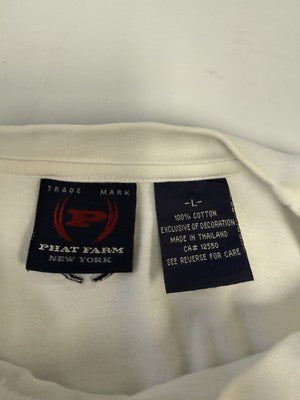 TRADE MARK
P
PHAT FARM
NEW YORK
-L-
100% COTTON
EXCLUSIVE OF DECORATION
MADE IN THAILAND
CA# 12550
SEE REVERSE FOR CARE